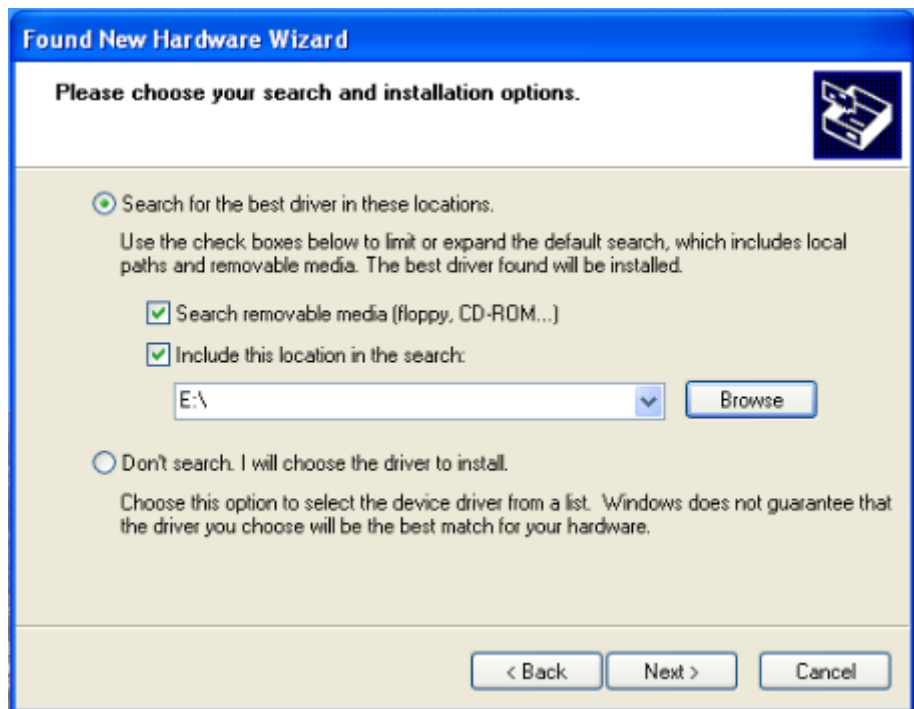 Found New Hardware Wizard
Please choose your search and installation options.
Search for the best driver in these locations.
Use the check boxes below to limit or expand the default search, which includes local
paths and removable media. The best driver found will be installed.
Search removable media (floppy, CD-ROM...)
Include this location in the search:
E:\
Browse
Don't search. I will choose the driver to install.
Choose this option to select the device driver from a list. Windows does not guarantee that
the driver you choose will be the best match for your hardware.
< Back
Next >
Cancel